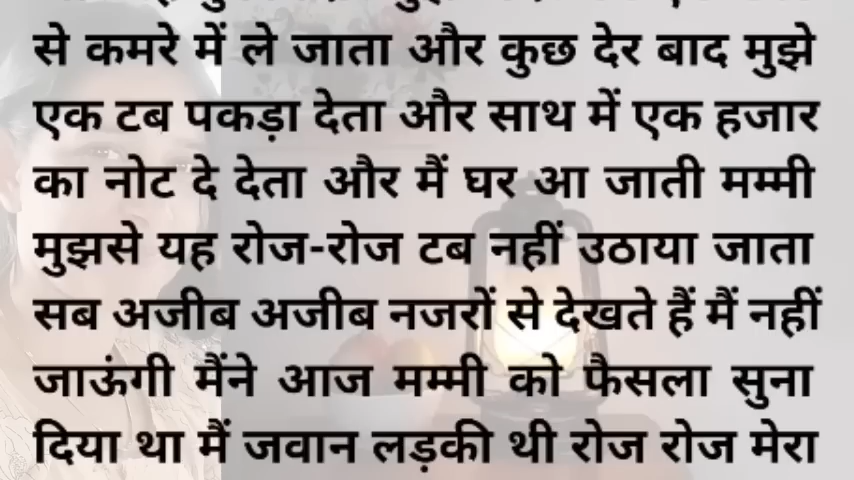 से कमरे में ले जाता और कुछ देर बाद मुझे
एक टब पकड़ा देता और साथ में एक हजार
का नोट दे देता और मैं घर आ जाती मम्मी
मुझसे यह रोज-रोज टब नहीं उठाया जाता
सब अजीब अजीब नजरों से देखते हैं मैं नहीं
जाऊंगी मैंने आज मम्मी को फैसला सुना
दिया था मैं जवान लड़की थी रोज रोज मेरा